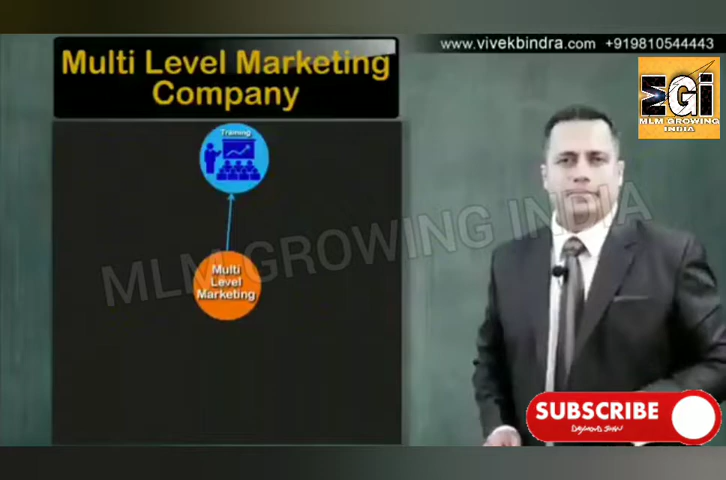 www.vivekbindra.com +919810544443
Multi Level Marketing
Company
MLM GROWING
INDIA
Training
MLM GROWING INDIA
Multi
Level
Marketing
SUBSCRIBE